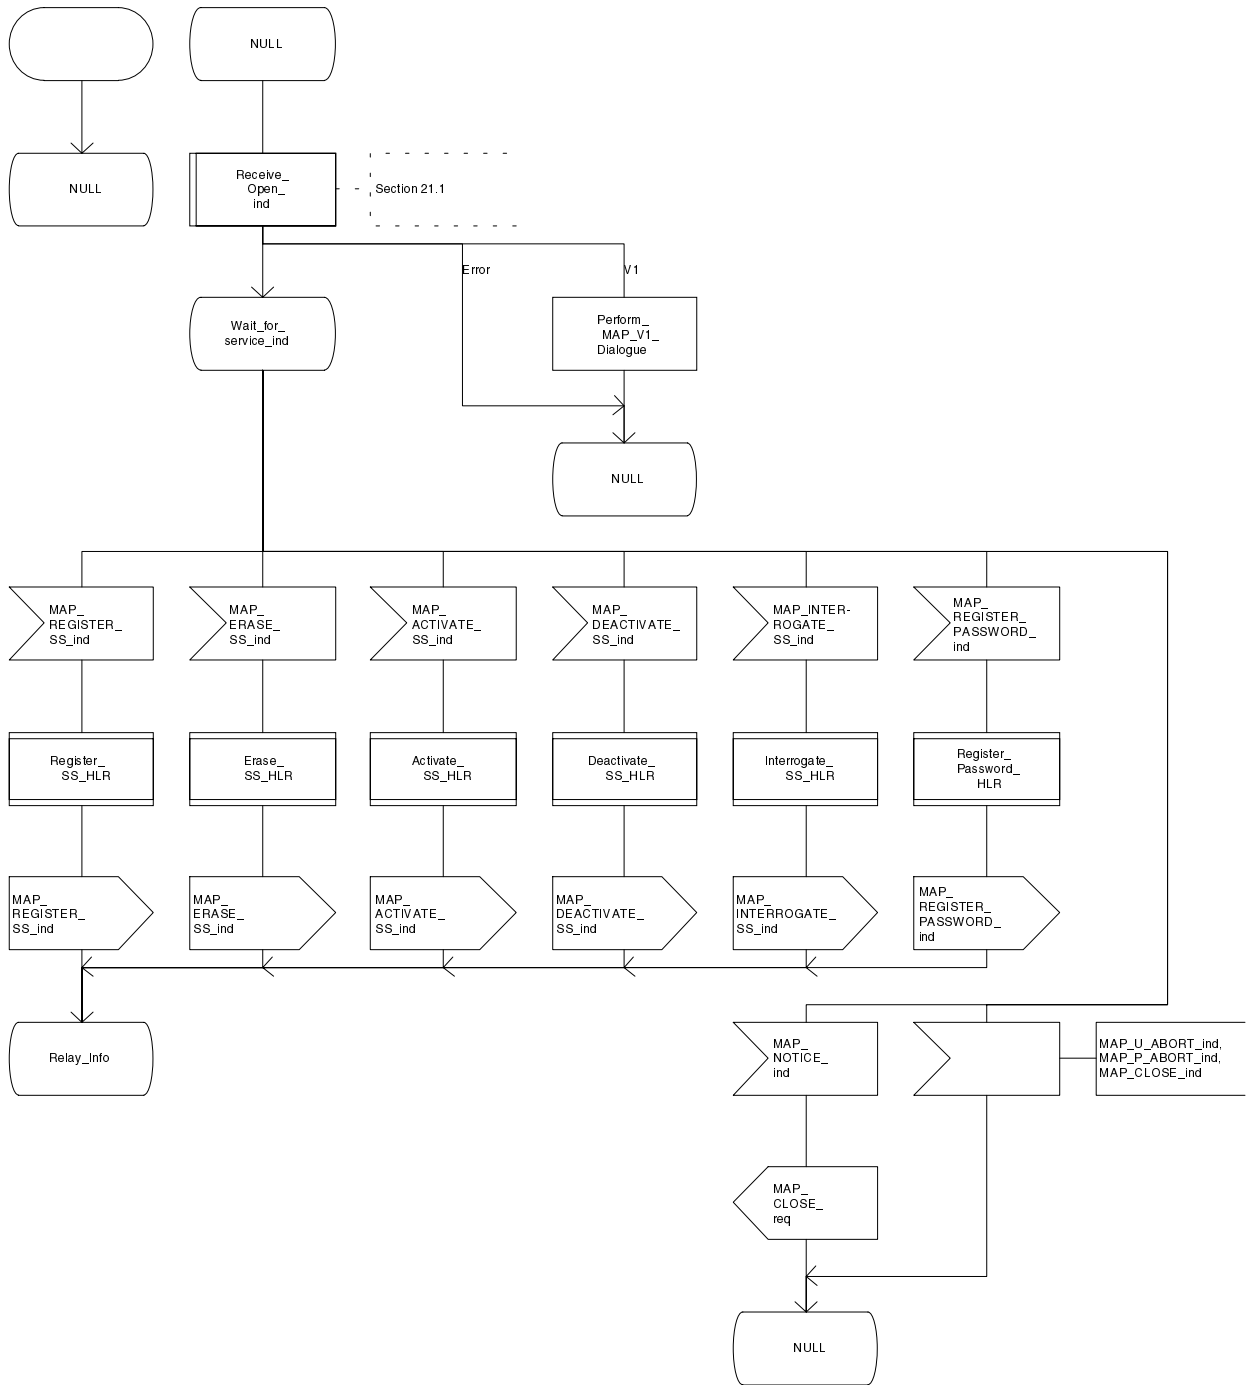 NULL
NULL
Receive_
Open_
ind
Section 21.1
Error
V1
Wait_for_
service_ind
Perform_
MAP_V1_
Dialogue
NULL
MAP_
REGISTER_
SS_ind
MAP_
ERASE_
SS_ind
MAP_
ACTIVATE_
SS_ind
MAP_
DEACTIVATE_
SS_ind
MAP_INTER-
ROGATE_
SS_ind
MAP_
REGISTER_
PASSWORD_
ind
Register_
SS_HLR
Erase_
SS_HLR
Activate_
SS_HLR
Deactivate_
SS_HLR
Interrogate_
SS_HLR
Register_
Password_
HLR
MAP_
REGISTER_
SS_ind
MAP_
ERASE_
SS_ind
MAP_
ACTIVATE_
SS_ind
MAP_
DEACTIVATE_
SS_ind
MAP_
INTERROGATE_
SS_ind
MAP_
REGISTER_
PASSWORD_
ind
Relay_Info
MAP_
NOTICE_
ind
MAP_U_ABORT_ind,
MAP_P_ABORT_ind,
MAP_CLOSE_ind
MAP_
CLOSE_
req
NULL